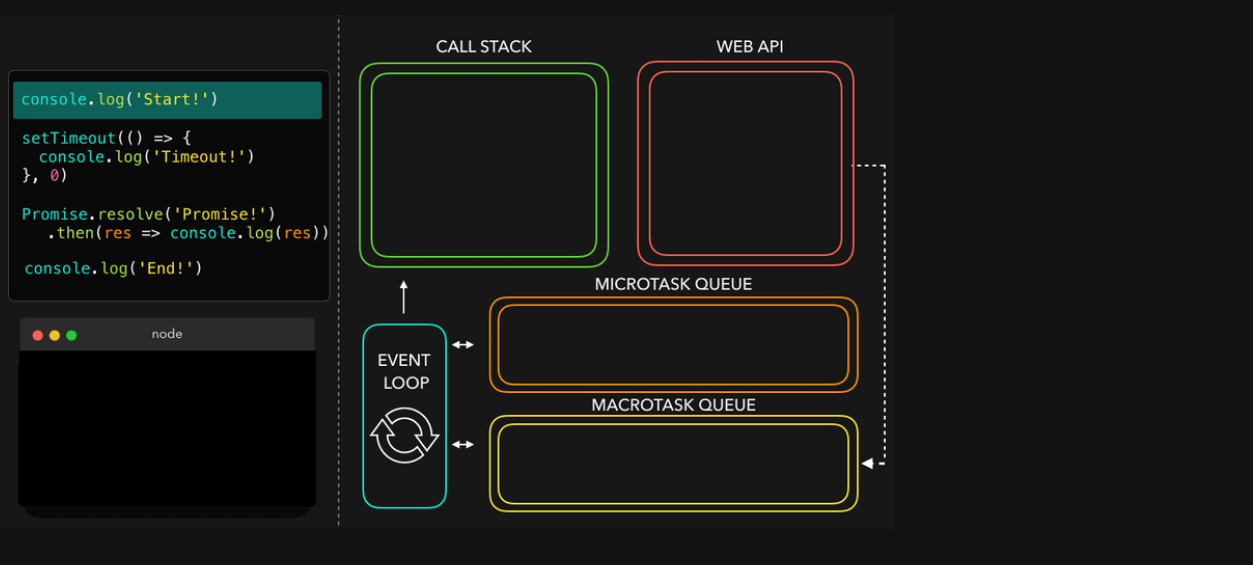 console.log('Start!')
setTimeout(() => {
console.log('Timeout!')
}, 0)
Promise.resolve('Promise!')
.then(res => console.log(res))
console.log('End!')
node
CALL STACK
WEB API
MICROTASK QUEUE
EVENT
LOOP
MACROTASK QUEUE